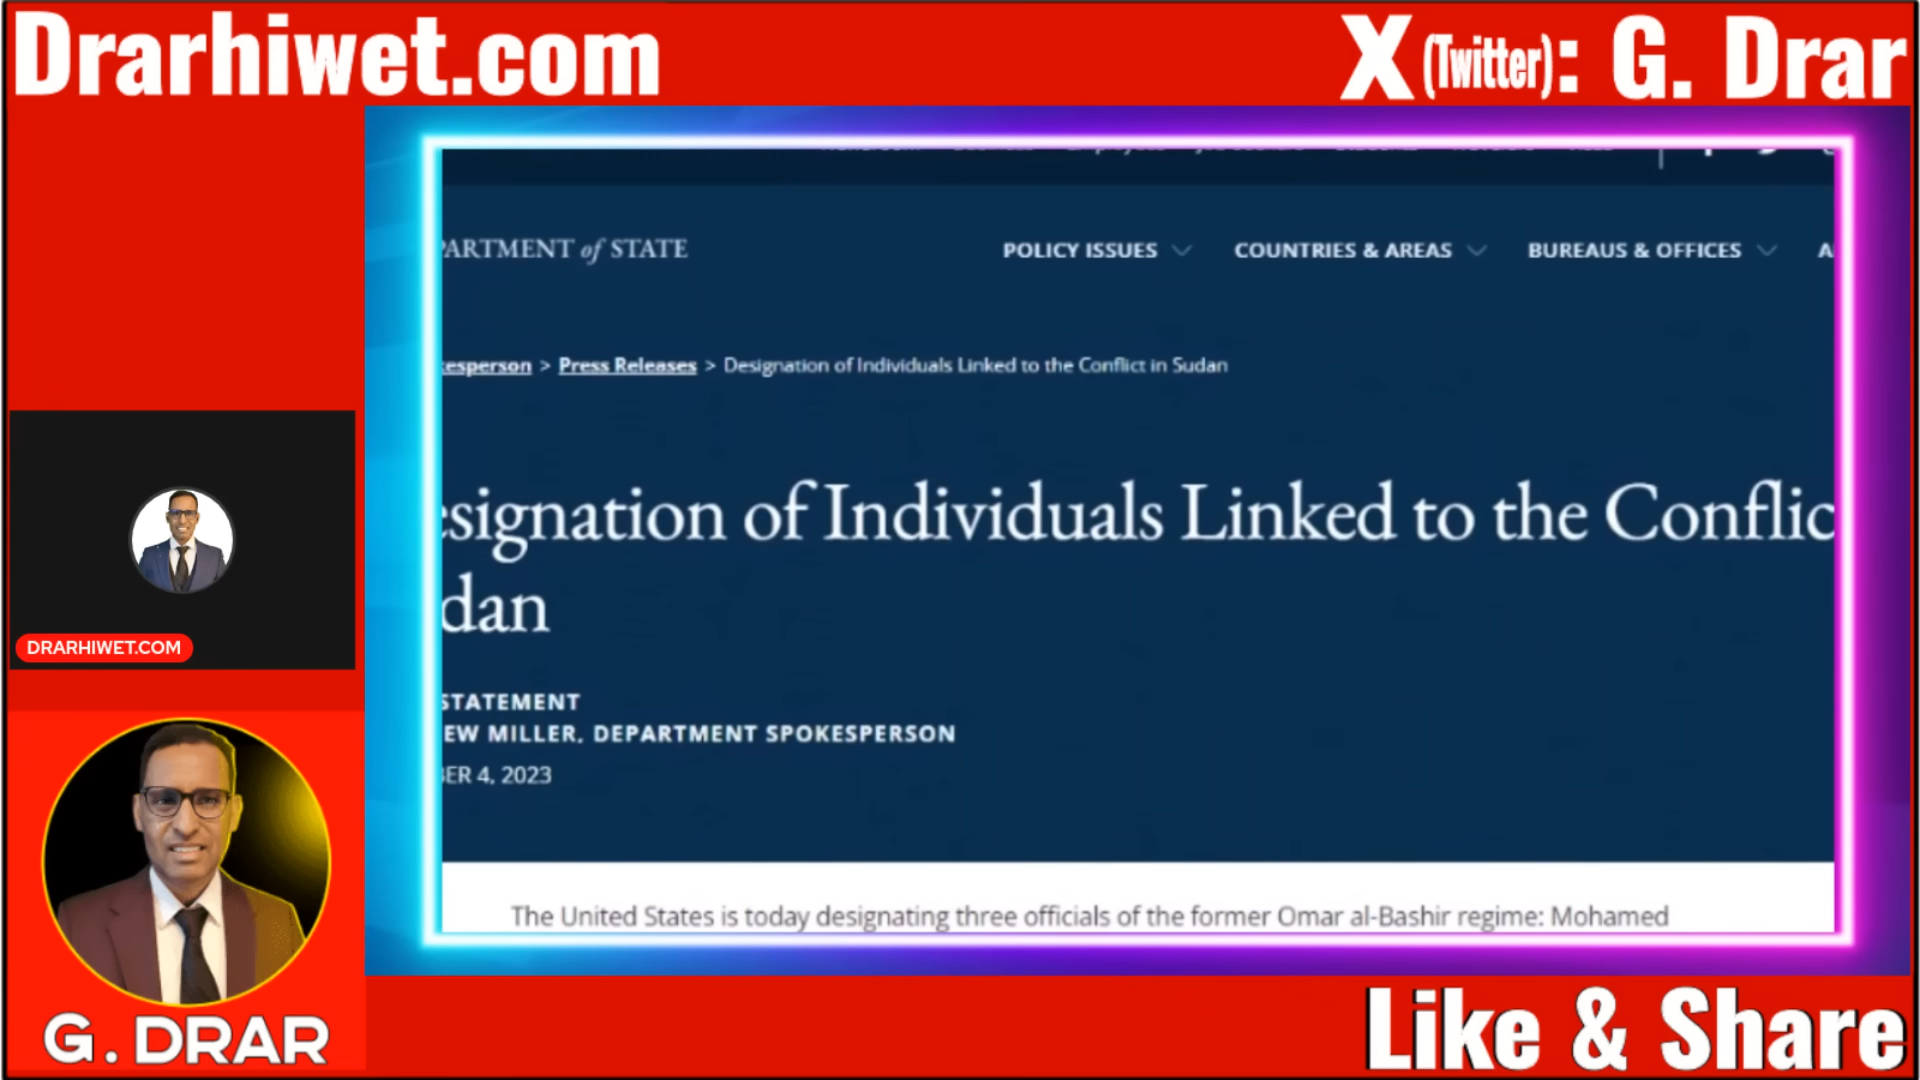 Drarhiwet.com
X (Twitter): G. Drar
PARTMENT of STATE
POLICY ISSUES
COUNTRIES & AREAS
BUREAUS & OFFICES
A
kesperson > Press Releases > Designation of Individuals Linked to the Conflict in Sudan
esignation of Individuals Linked to the Conflic
dan
STATEMENT
EW MILLER, DEPARTMENT SPOKESPERSON
BER 4, 2023
The United States is today designating three officials of the former Omar al-Bashir regime: Mohamed
DRARHIWET.COM
G. DRAR
Like & Share